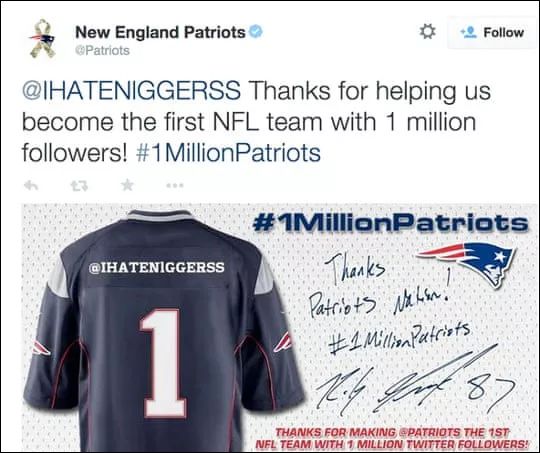 New England Patriots
@Patriots
Follow
@IHATENIGGERSS Thanks for helping us
become the first NFL team with 1 million
followers! #1MillionPatriots
#1MillionPatriots
@IHATENIGGERSS
1
Thanks
Patriots Nation!
#1MillionPatriots
87
THANKS FOR MAKING @PATRIOTS THE 1ST
NFL TEAM WITH 1 MILLION TWITTER FOLLOWERS!